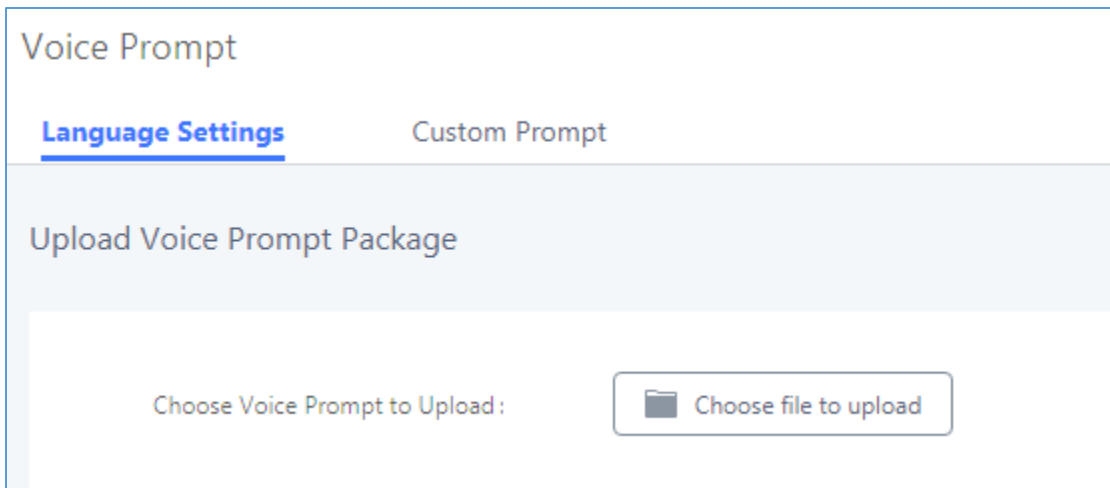 Voice Prompt
Language Settings Custom Prompt
Upload Voice Prompt Package
Choose Voice Prompt to Upload : Choose file to upload